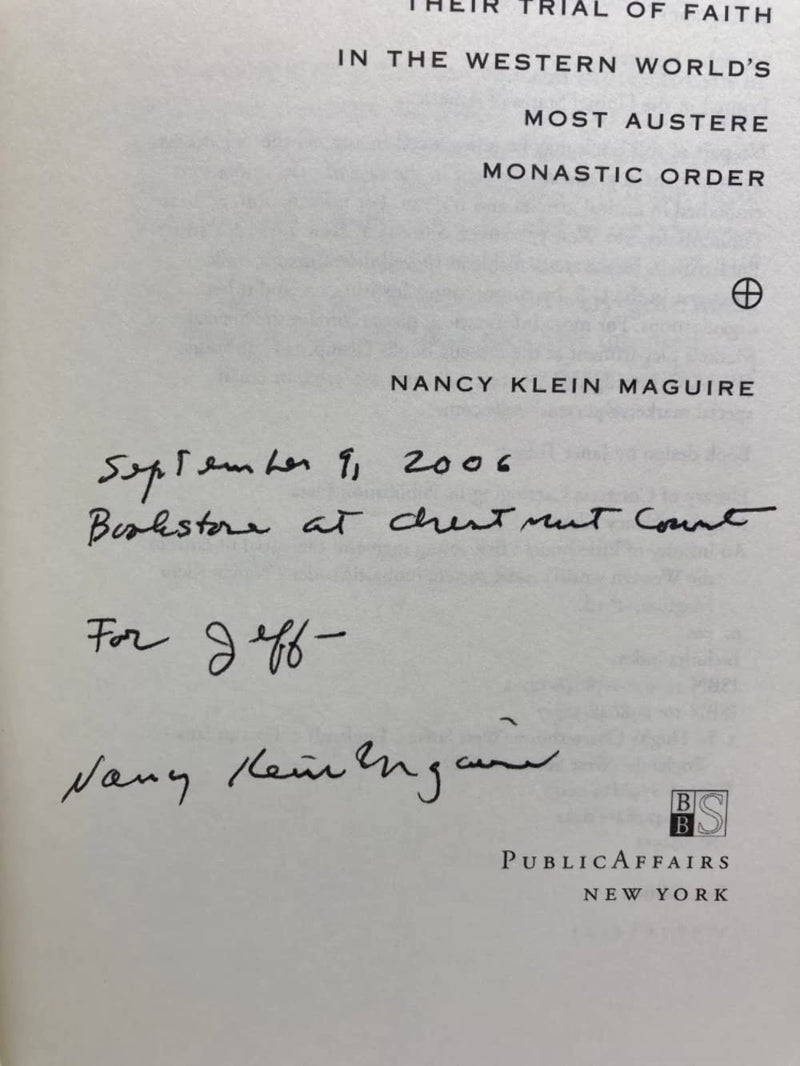 THEIR TRIAL OF FAITH
IN THE WESTERN WORLD'S
MOST AUSTERE
MONASTIC ORDER
NANCY KLEIN MAGUIRE
September 9, 2006
Bookstore at Chestnut Court
For Jeff-
Nancy Klein Maguire
B B S
PUBLICAFFAIRS
NEW YORK